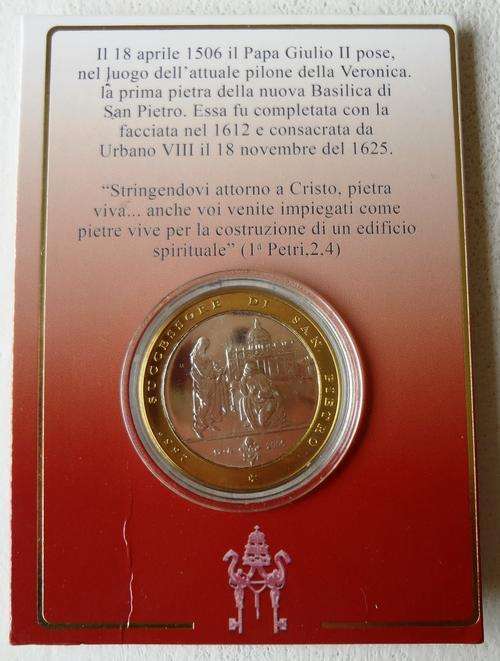 Il 18 aprile 1506 il Papa Giulio II pose,
nel luogo dell'attuale pilone della Veronica.
la prima pietra della nuova Basilica di
San Pietro. Essa fu completata con la
facciata nel 1612 e consacrata da
Urbano VIII il 18 novembre del 1625.
“Stringendovi attorno a Cristo, pietra
viva... anche voi venite impiegati come
pietre vive per la costruzione di un edificio
spirituale” (1ª Petri,2,4)
SUCCESSORE DI SAN PIETRO